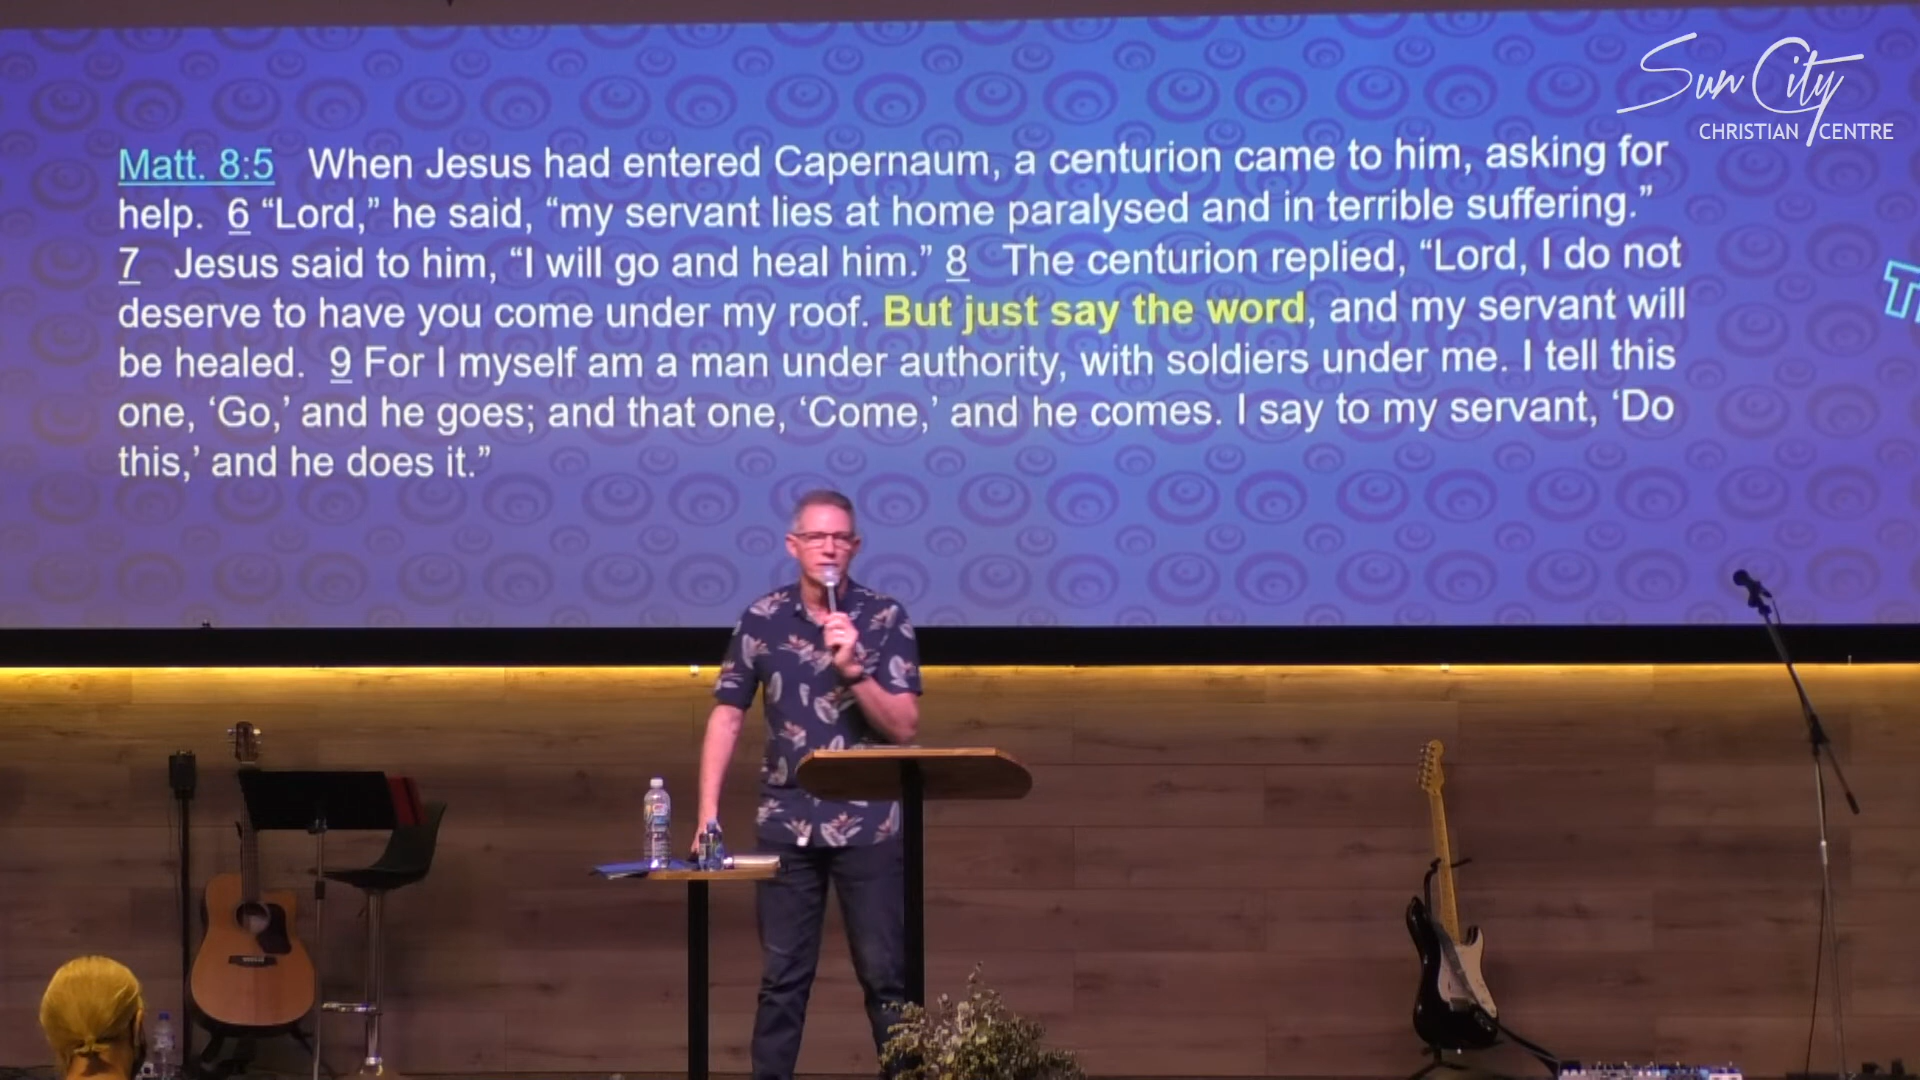 Sun City
CHRISTIAN CENTRE
Matt. 8:5 When Jesus had entered Capernaum, a centurion came to him, asking for
help. 6 “Lord,” he said, “my servant lies at home paralysed and in terrible suffering.”
7 Jesus said to him, “I will go and heal him.” 8 The centurion replied, “Lord, I do not
deserve to have you come under my roof. But just say the word, and my servant will
be healed. 9 For I myself am a man under authority, with soldiers under me. I tell this
one, ‘Go,’ and he goes; and that one, ‘Come,’ and he comes. I say to my servant, ‘Do
this,’ and he does it.”